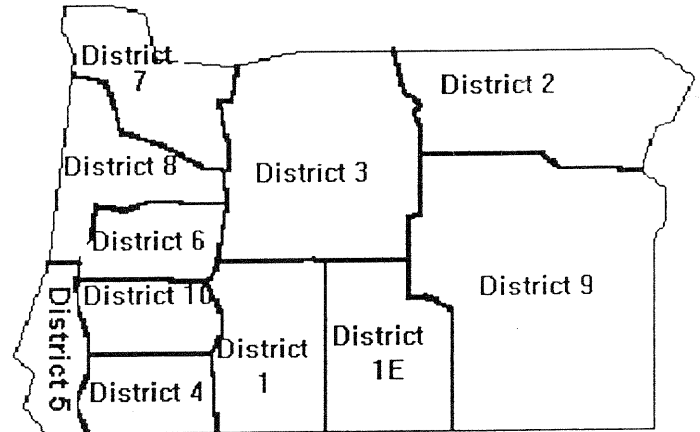 District
7
District 2
District 8
District 3
District 6
District 9
District 10
District 5
District
1
District
1E
District 4